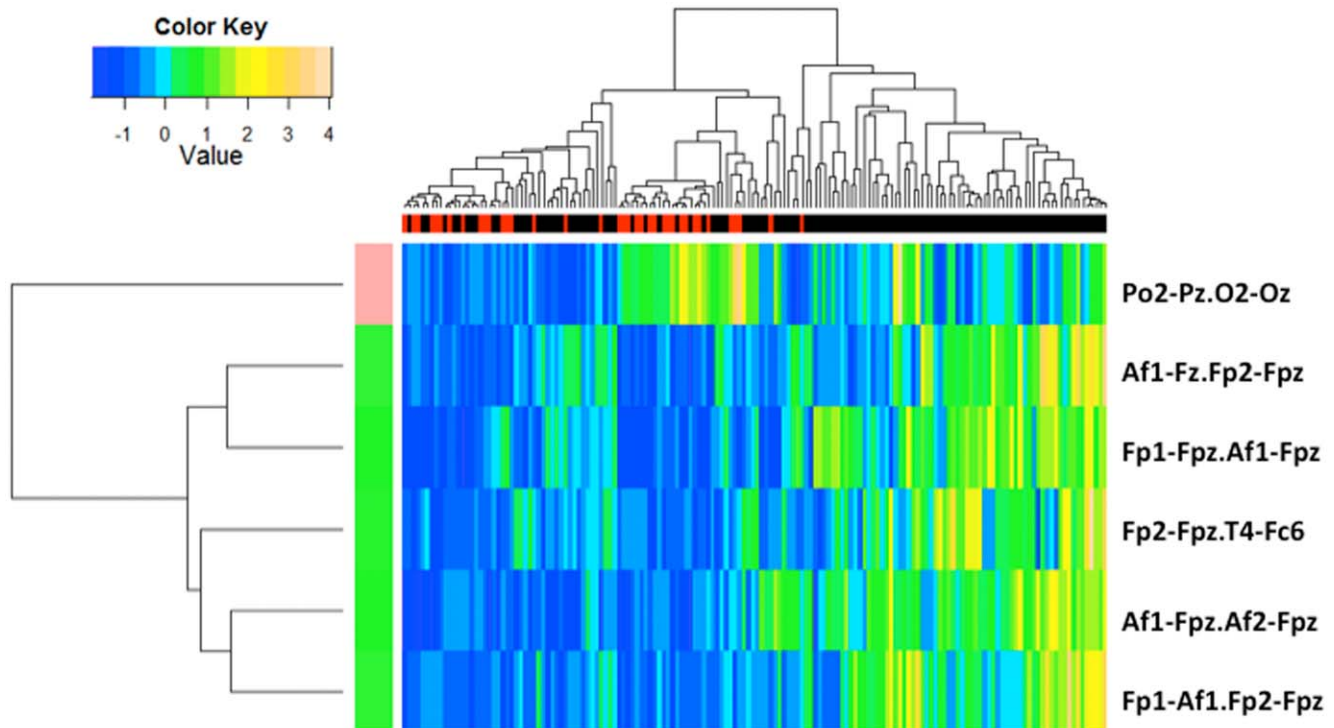 Color Key
-1 0 1 2 3 4
Value
Po2-Pz.O2-Oz
Af1-Fz.Fp2-Fpz
Fp1-Fpz.Af1-Fpz
Fp2-Fpz.T4-Fc6
Af1-Fpz.Af2-Fpz
Fp1-Af1.Fp2-Fpz